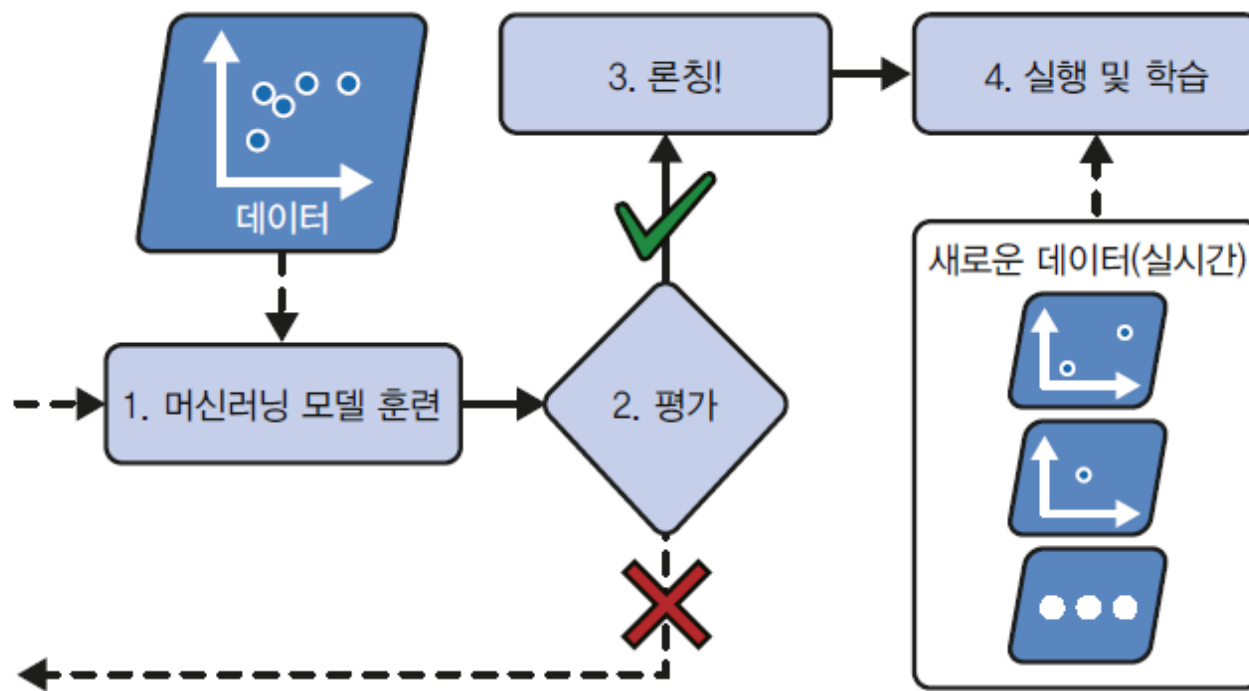 데이터
1. 머신러닝 모델 훈련
2. 평가
3. 론칭!
4. 실행 및 학습
새로운 데이터(실시간)